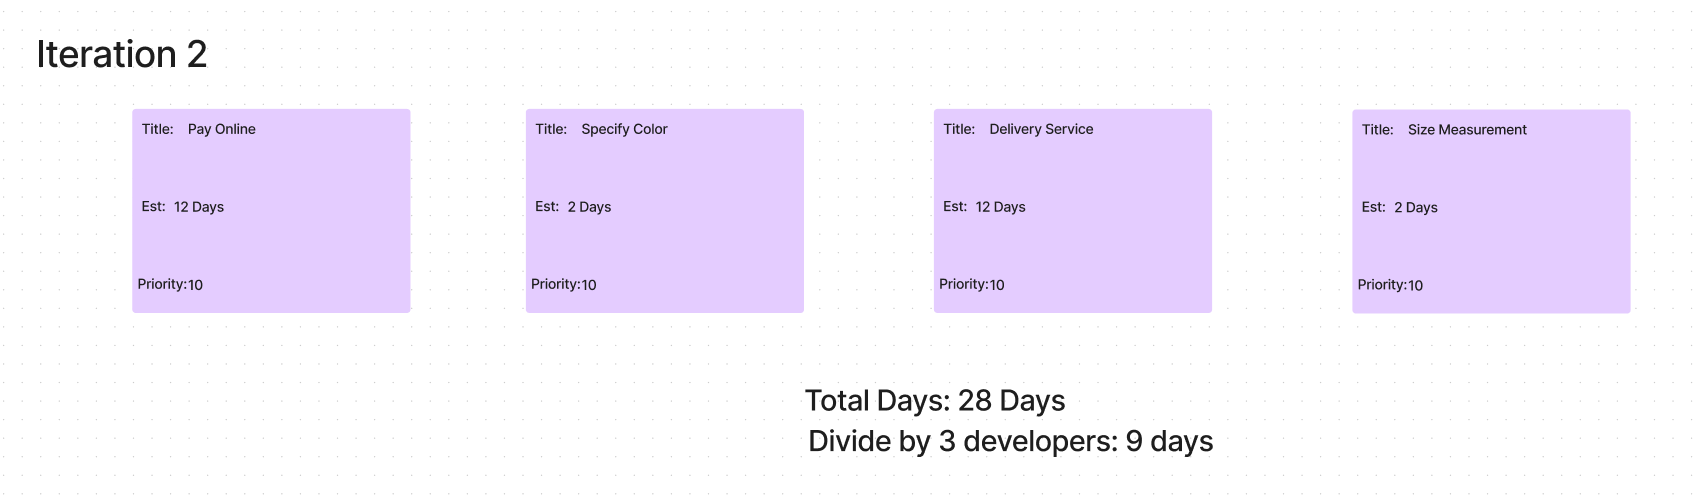 Iteration 2
Title: Pay Online
Est: 12 Days
Priority:10
Title: Specify Color
Est: 2 Days
Priority:10
Title: Delivery Service
Est: 12 Days
Priority:10
Title: Size Measurement
Est: 2 Days
Priority:10
Total Days: 28 Days
Divide by 3 developers: 9 days